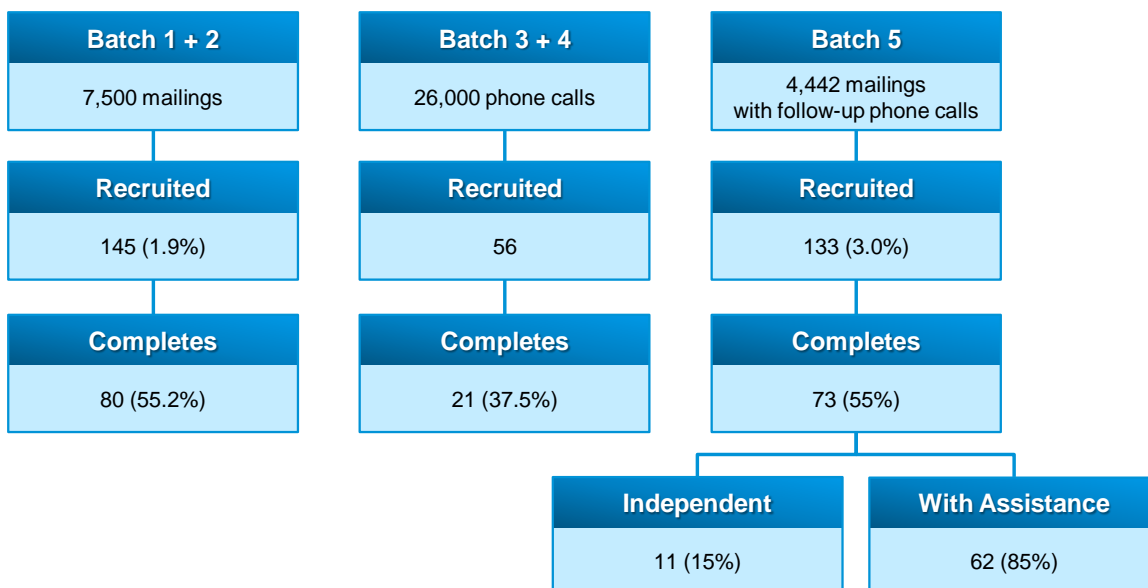 Batch 1 + 2
7,500 mailings
Recruited
145 (1.9%)
Completes
80 (55.2%)
Batch 3 + 4
26,000 phone calls
Recruited
56
Completes
21 (37.5%)
Batch 5
4,442 mailings
with follow-up phone calls
Recruited
133 (3.0%)
Completes
73 (55%)
Independent
11 (15%)
With Assistance
62 (85%)